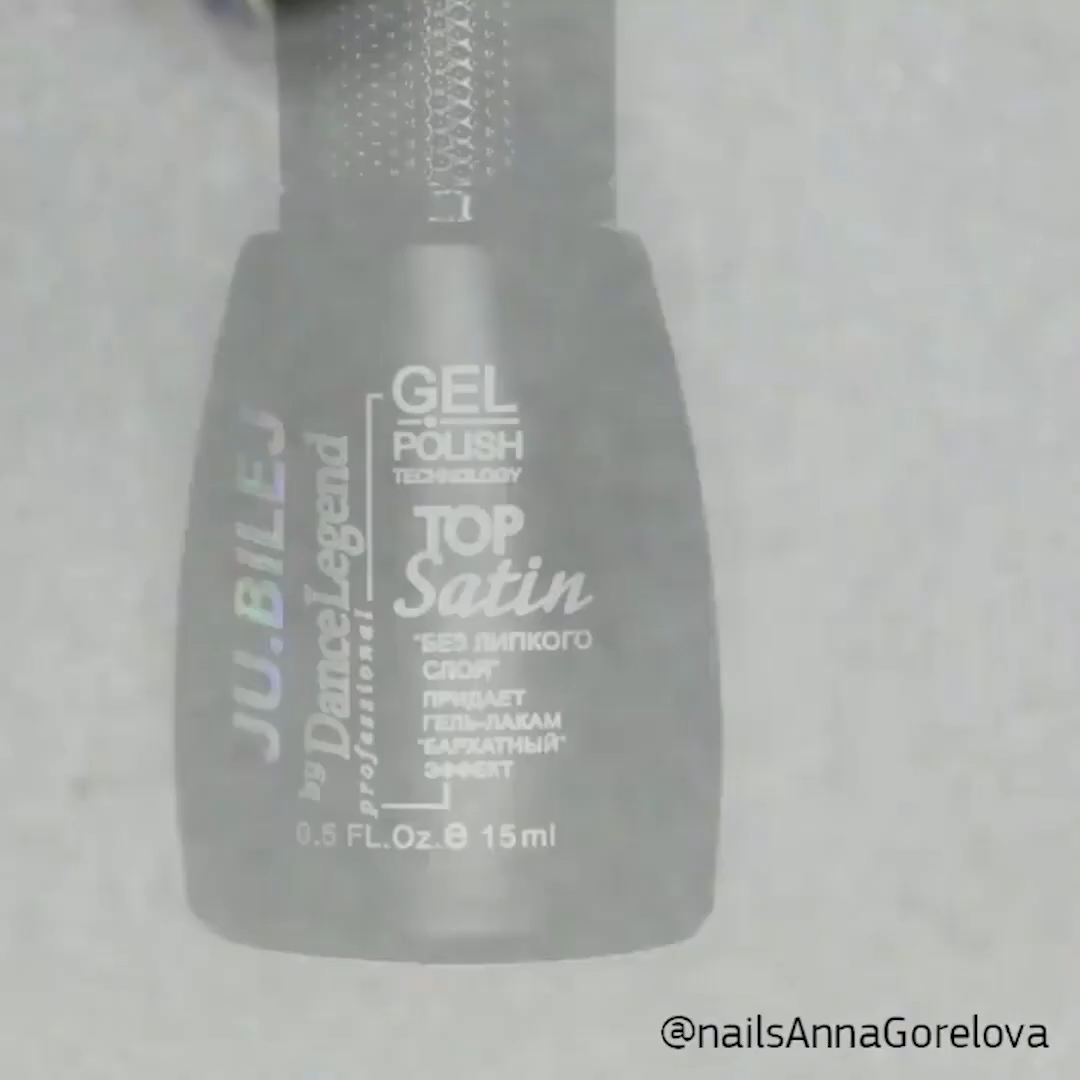 GEL
POLISH
TECHNOLOGY
TOP
Satin
"БЕЗ ЛИПКОГО
СЛОЯ"
ПРИДАЕТ
ГЕЛЬ-ЛАКАМ
"БАРХАТНЫЙ"
ЭФФЕКТ
JU.BILEJ
by DanceLegend
professional
0.5 FL.Oz.e 15ml
@nailsAnnaGorelova